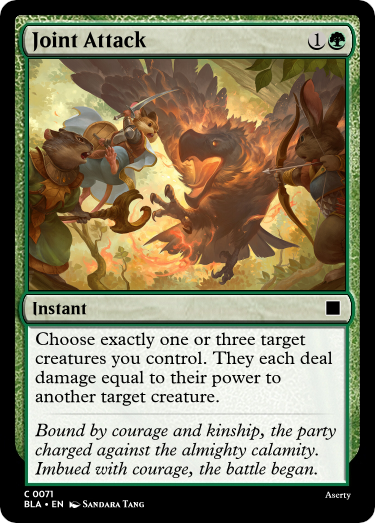 Joint Attack 1
Instant
Choose exactly one or three target
creatures you control. They each deal
damage equal to their power to
another target creature.
Bound by courage and kinship, the party
charged against the almighty calamity.
Imbued with courage, the battle began.
C 0071
BLA • EN Sandara Tang
Aserty